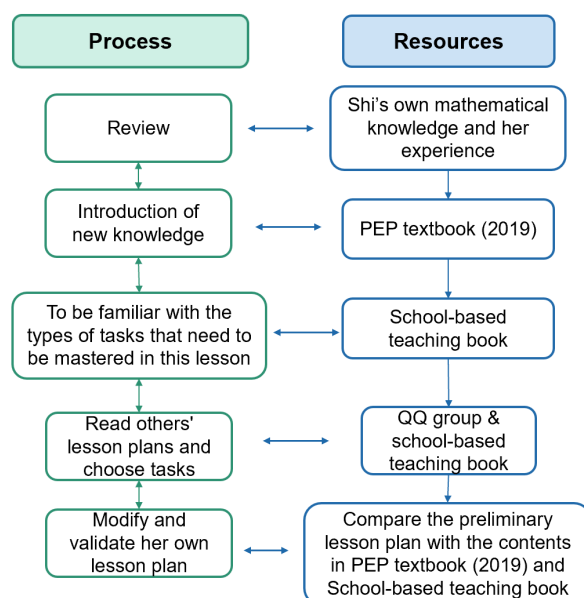 Process
Resources
Review
Shi's own mathematical
knowledge and her
experience
Introduction of
new knowledge
PEP textbook (2019)
To be familiar with the
types of tasks that need to
be mastered in this lesson
School-based
teaching book
Read others'
lesson plans and
choose tasks
QQ group &
school-based
teaching book
Modify and
validate her own
lesson plan
Compare the preliminary
lesson plan with the contents
in PEP textbook (2019) and
School-based teaching book